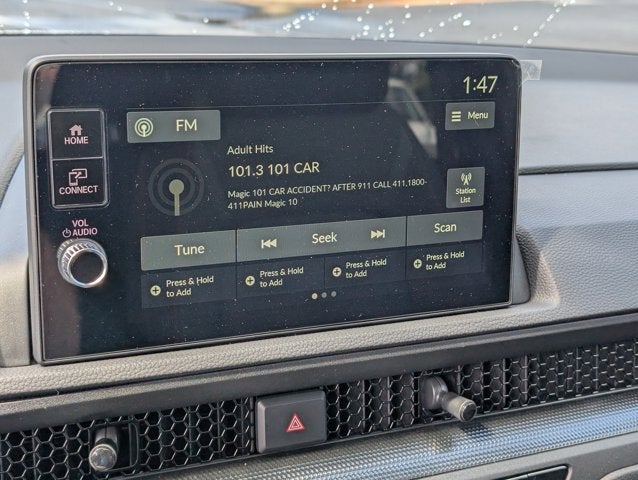 1:47
HOME
FM
Menu
Adult Hits
101.3 101 CAR
CONNECT
Magic 101 CAR ACCIDENT? AFTER 911 CALL 411,1800-
411PAIN Magic 10
Station
List
VOL
AUDIO
Tune
Seek
Scan
Press & Hold
to Add
Press & Hold
to Add
Press & Hold
to Add
Press & Hold
to Add